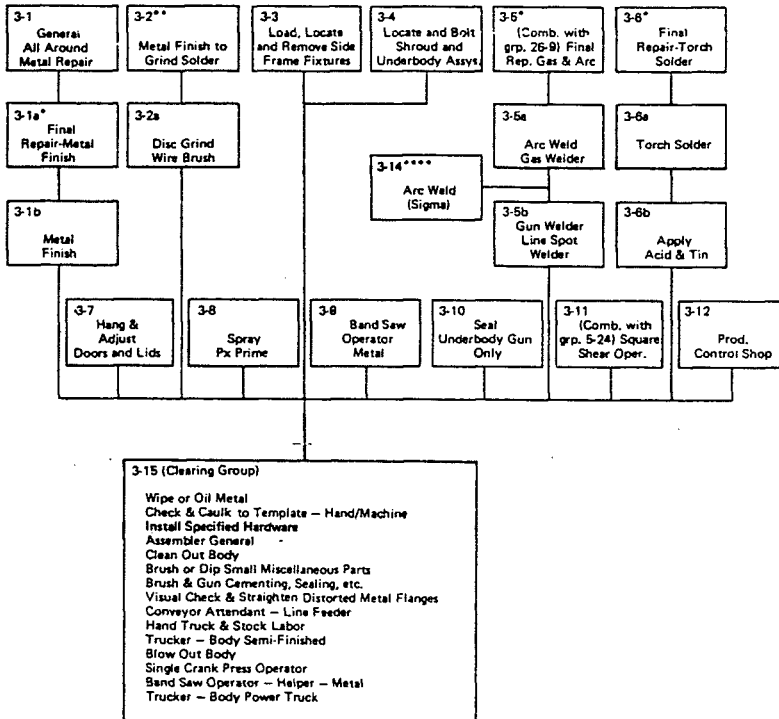 3-1
General
All Around
Metal Repair
3-2**
Metal Finish to
Grind Solder
3-3
Load, Locate
and Remove Side
Frame Fixtures
3-4
Locate and Bolt
Shroud and
Underbody Assys.
3-5*
(Comb. with
grp. 26-9) Final
Rep. Gas & Arc
3-6*
Final
Repair-Torch
Solder
3-1a*
Final
Repair-Metal
Finish
3-2a
Disc Grind
Wire Brush
3-14****
Arc Weld
(Sigma)
3-5a
Arc Weld
Gas Welder
3-6a
Torch Solder
3-1b
Metal
Finish
3-5b
Gun Welder
Line Spot
Welder
3-6b
Apply
Acid & Tin
3-7
Hang &
Adjust
Doors and Lids
3-8
Spray
Px Prime
3-9
Band Saw
Operator
Metal
3-10
Seal
Underbody Gun
Only
3-11
(Comb. with
grp. 5-24) Square
Shear Oper.
3-12
Prod.
Control Shop
3-15 (Clearing Group)
Wipe or Oil Metal
Check & Caulk to Template — Hand/Machine
Install Specified Hardware
Assembler General -
Clean Out Body
Brush or Dip Small Miscellaneous Parts
Brush & Gun Cementing, Sealing, etc.
Visual Check & Straighten Distorted Metal Flanges
Conveyor Attendant — Line Feeder
Hand Truck & Stock Labor
Trucker — Body Semi-Finished
Blow Out Body
Single Crank Press Operator
Band Saw Operator — Helper — Metal
Trucker — Body Power Truck